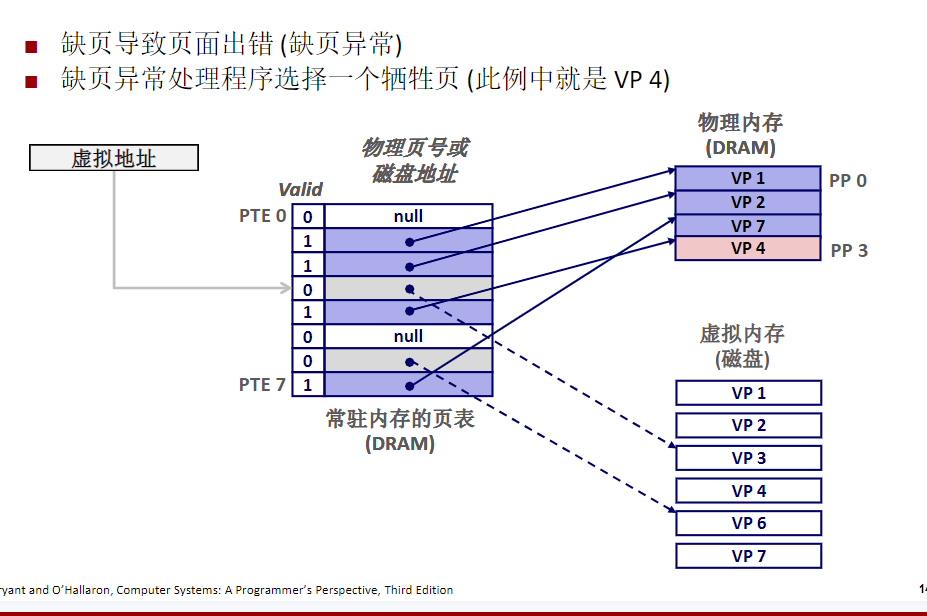 缺页导致页面出错 (缺页异常)
缺页异常处理程序选择一个牺牲页 (此例中就是 VP 4)
虚拟地址
物理页号或
磁盘地址
Valid
PTE 0
0
null
1
1
0
1
0
null
0
PTE 7
1
常驻内存的页表
(DRAM)
物理内存
(DRAM)
VP 1
PP 0
VP 2
VP 7
VP 4
PP 3
虚拟内存
(磁盘)
VP 1
VP 2
VP 3
VP 4
VP 6
VP 7
ryant and O'Hallaron, Computer Systems: A Programmer's Perspective, Third Edition